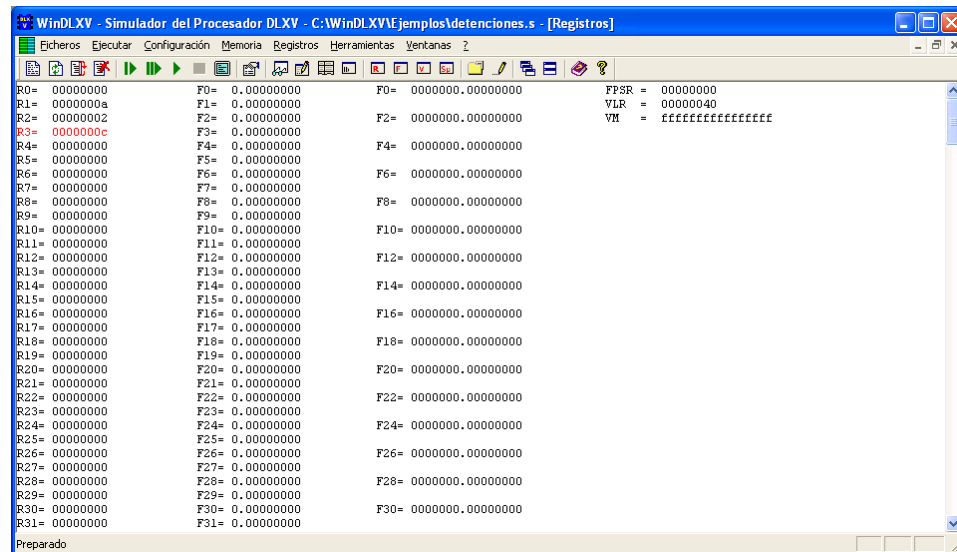 WinDLXV - Simulador del Procesador DLXV - C:\WinDLXV\Ejemplos\detenciones.s - [Registros]
Ficheros Ejecutar Configuración Memoria Registros Herramientas Ventanas ?
R0= 00000000 F0= 0.00000000 F0= 0000000.00000000 FPSR = 00000000
R1= 0000000a F1= 0.00000000 VLR = 00000040
R2= 00000002 F2= 0.00000000 F2= 0000000.00000000 VM = ffffffffffffffff
R3= 0000000c F3= 0.00000000
R4= 00000000 F4= 0.00000000 F4= 0000000.00000000
R5= 00000000 F5= 0.00000000
R6= 00000000 F6= 0.00000000 F6= 0000000.00000000
R7= 00000000 F7= 0.00000000
R8= 00000000 F8= 0.00000000 F8= 0000000.00000000
R9= 00000000 F9= 0.00000000
R10= 00000000 F10= 0.00000000 F10= 0000000.00000000
R11= 00000000 F11= 0.00000000
R12= 00000000 F12= 0.00000000 F12= 0000000.00000000
R13= 00000000 F13= 0.00000000
R14= 00000000 F14= 0.00000000 F14= 0000000.00000000
R15= 00000000 F15= 0.00000000
R16= 00000000 F16= 0.00000000 F16= 0000000.00000000
R17= 00000000 F17= 0.00000000
R18= 00000000 F18= 0.00000000 F18= 0000000.00000000
R19= 00000000 F19= 0.00000000
R20= 00000000 F20= 0.00000000 F20= 0000000.00000000
R21= 00000000 F21= 0.00000000
R22= 00000000 F22= 0.00000000 F22= 0000000.00000000
R23= 00000000 F23= 0.00000000
R24= 00000000 F24= 0.00000000 F24= 0000000.00000000
R25= 00000000 F25= 0.00000000
R26= 00000000 F26= 0.00000000 F26= 0000000.00000000
R27= 00000000 F27= 0.00000000
R28= 00000000 F28= 0.00000000 F28= 0000000.00000000
R29= 00000000 F29= 0.00000000
R30= 00000000 F30= 0.00000000 F30= 0000000.00000000
R31= 00000000 F31= 0.00000000
Preparado